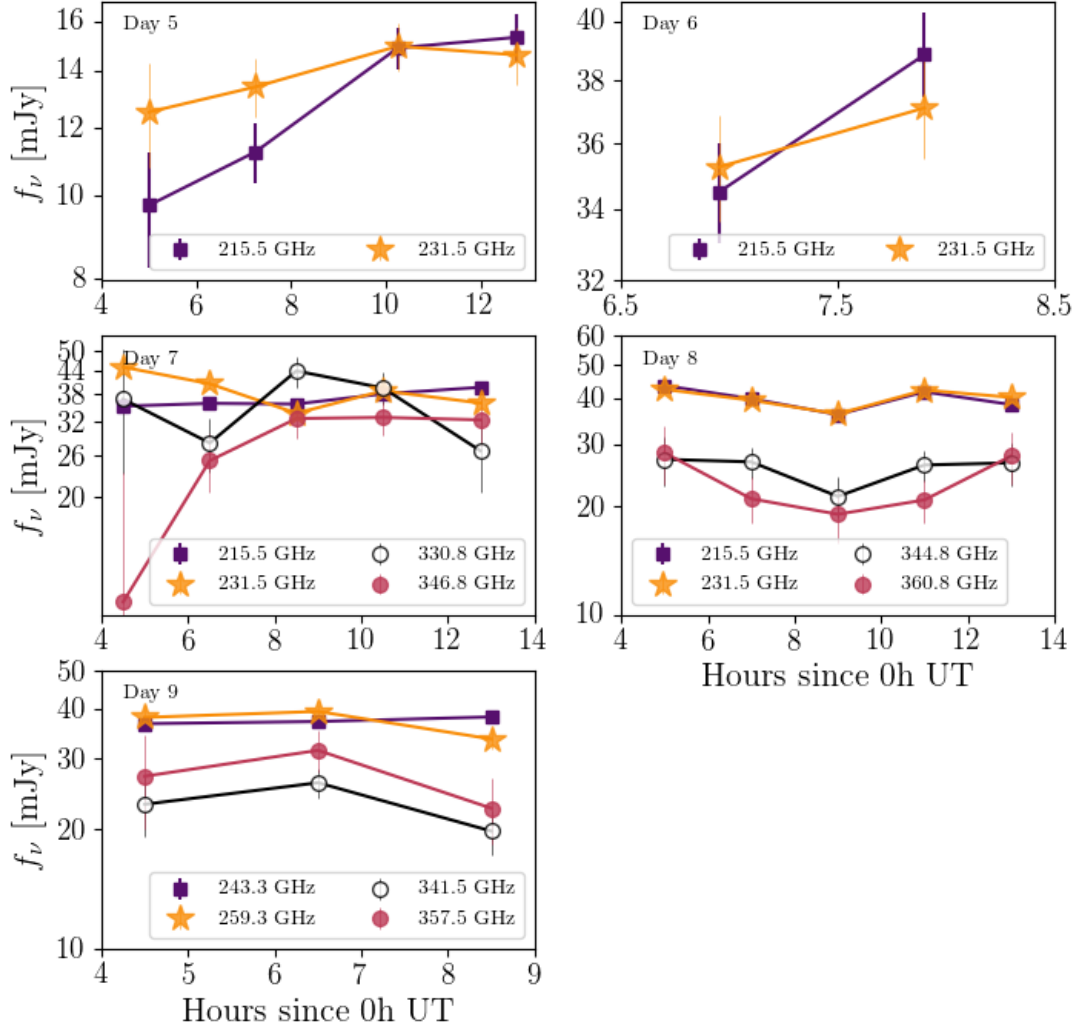 Day 5
16
14
12
10
8
f_ν [mJy]
215.5 GHz 231.5 GHz
4 6 8 10 12
Day 6
40
38
36
34
32
215.5 GHz 231.5 GHz
6.5 7.5 8.5
Day 7
50
44
38
32
26
20
f_ν [mJy]
215.5 GHz 330.8 GHz
231.5 GHz 346.8 GHz
4 6 8 10 12 14
Day 8
60
50
40
30
20
10
215.5 GHz 344.8 GHz
231.5 GHz 360.8 GHz
4 6 8 10 12 14
Hours since 0h UT
Day 9
50
40
30
20
10
f_ν [mJy]
243.3 GHz 341.5 GHz
259.3 GHz 357.5 GHz
4 5 6 7 8 9
Hours since 0h UT